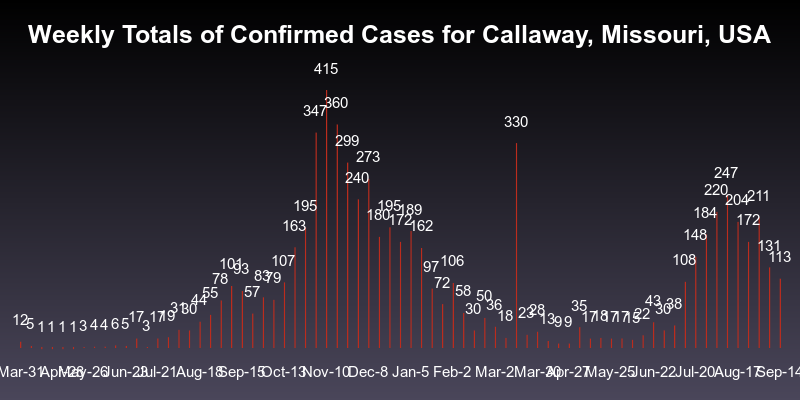 Weekly Totals of Confirmed Cases for Callaway, Missouri, USA
12 5 1 1 1 1 3 4 4 6 5 17 3 17 19 31 30 44 55 78 101 93 57 83 79 107 163 195 347 415 360 299 240 273 180 195 172 189 162 97 72 106 58 30 50 36 18 330 23 28 13 9 9 35 17 18 17 17 15 22 43 30 38 108 148 184 220 247 204 172 211 131 113
Mar-31 Apr-28 May-26 Jun-23 Jul-21 Aug-18 Sep-15 Oct-13 Nov-10 Dec-8 Jan-5 Feb-2 Mar-2 Mar-30 Apr-27 May-25 Jun-22 Jul-20 Aug-17 Sep-14